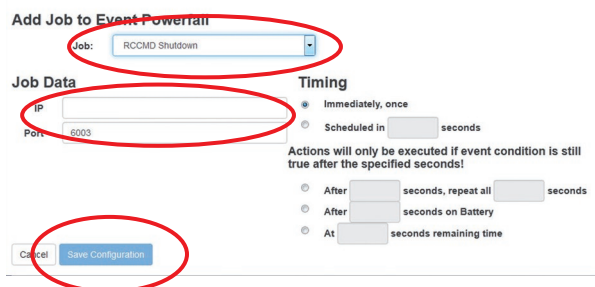 Add Job to Event Powerfail
Job: RCCMD Shutdown
Job Data
IP
Port 6003
Timing
Immediately, once
Scheduled in seconds
Actions will only be executed if event condition is still
true after the specified seconds!
After seconds, repeat all seconds
After seconds on Battery
At seconds remaining time
Cancel Save Configuration